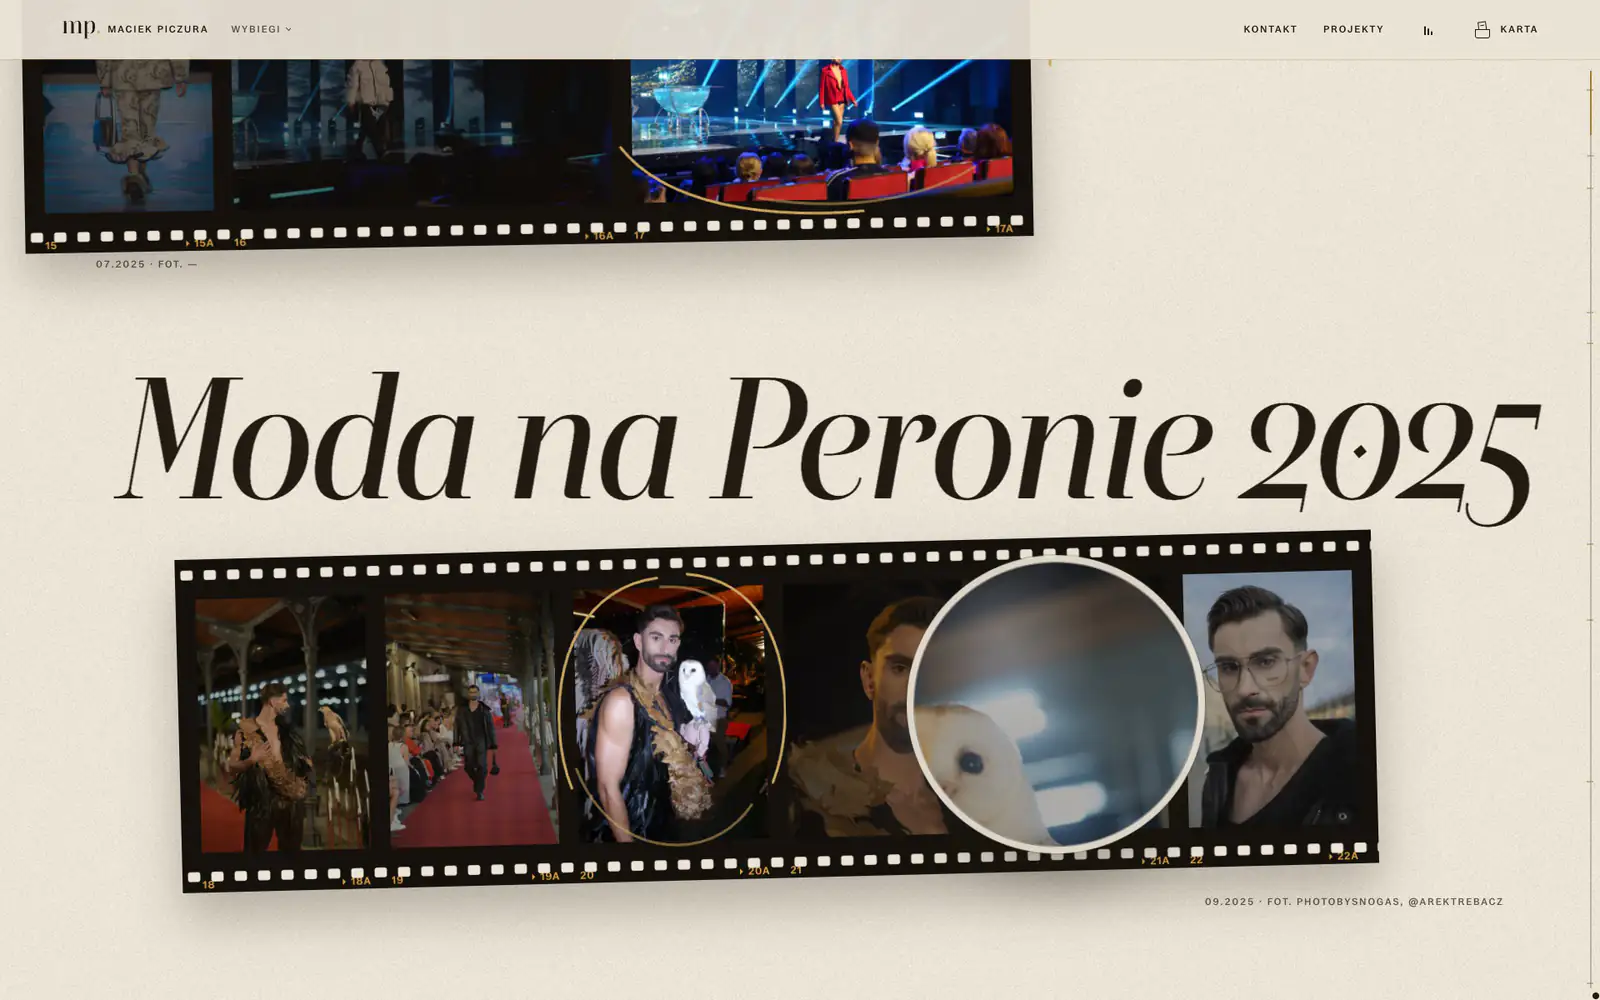 mp. MACIEK PICZURA WYBIEGI KONTAKT PROJEKTY KARTA
15 15A 16 16A 17 17A
07.2025 · FOT. —
Moda na Peronie 2025
18 18A 19 19A 20 20A 21 21A 22 22A
09.2025 · FOT. PHOTOBYSNOGAS, @AREKTREBACZ